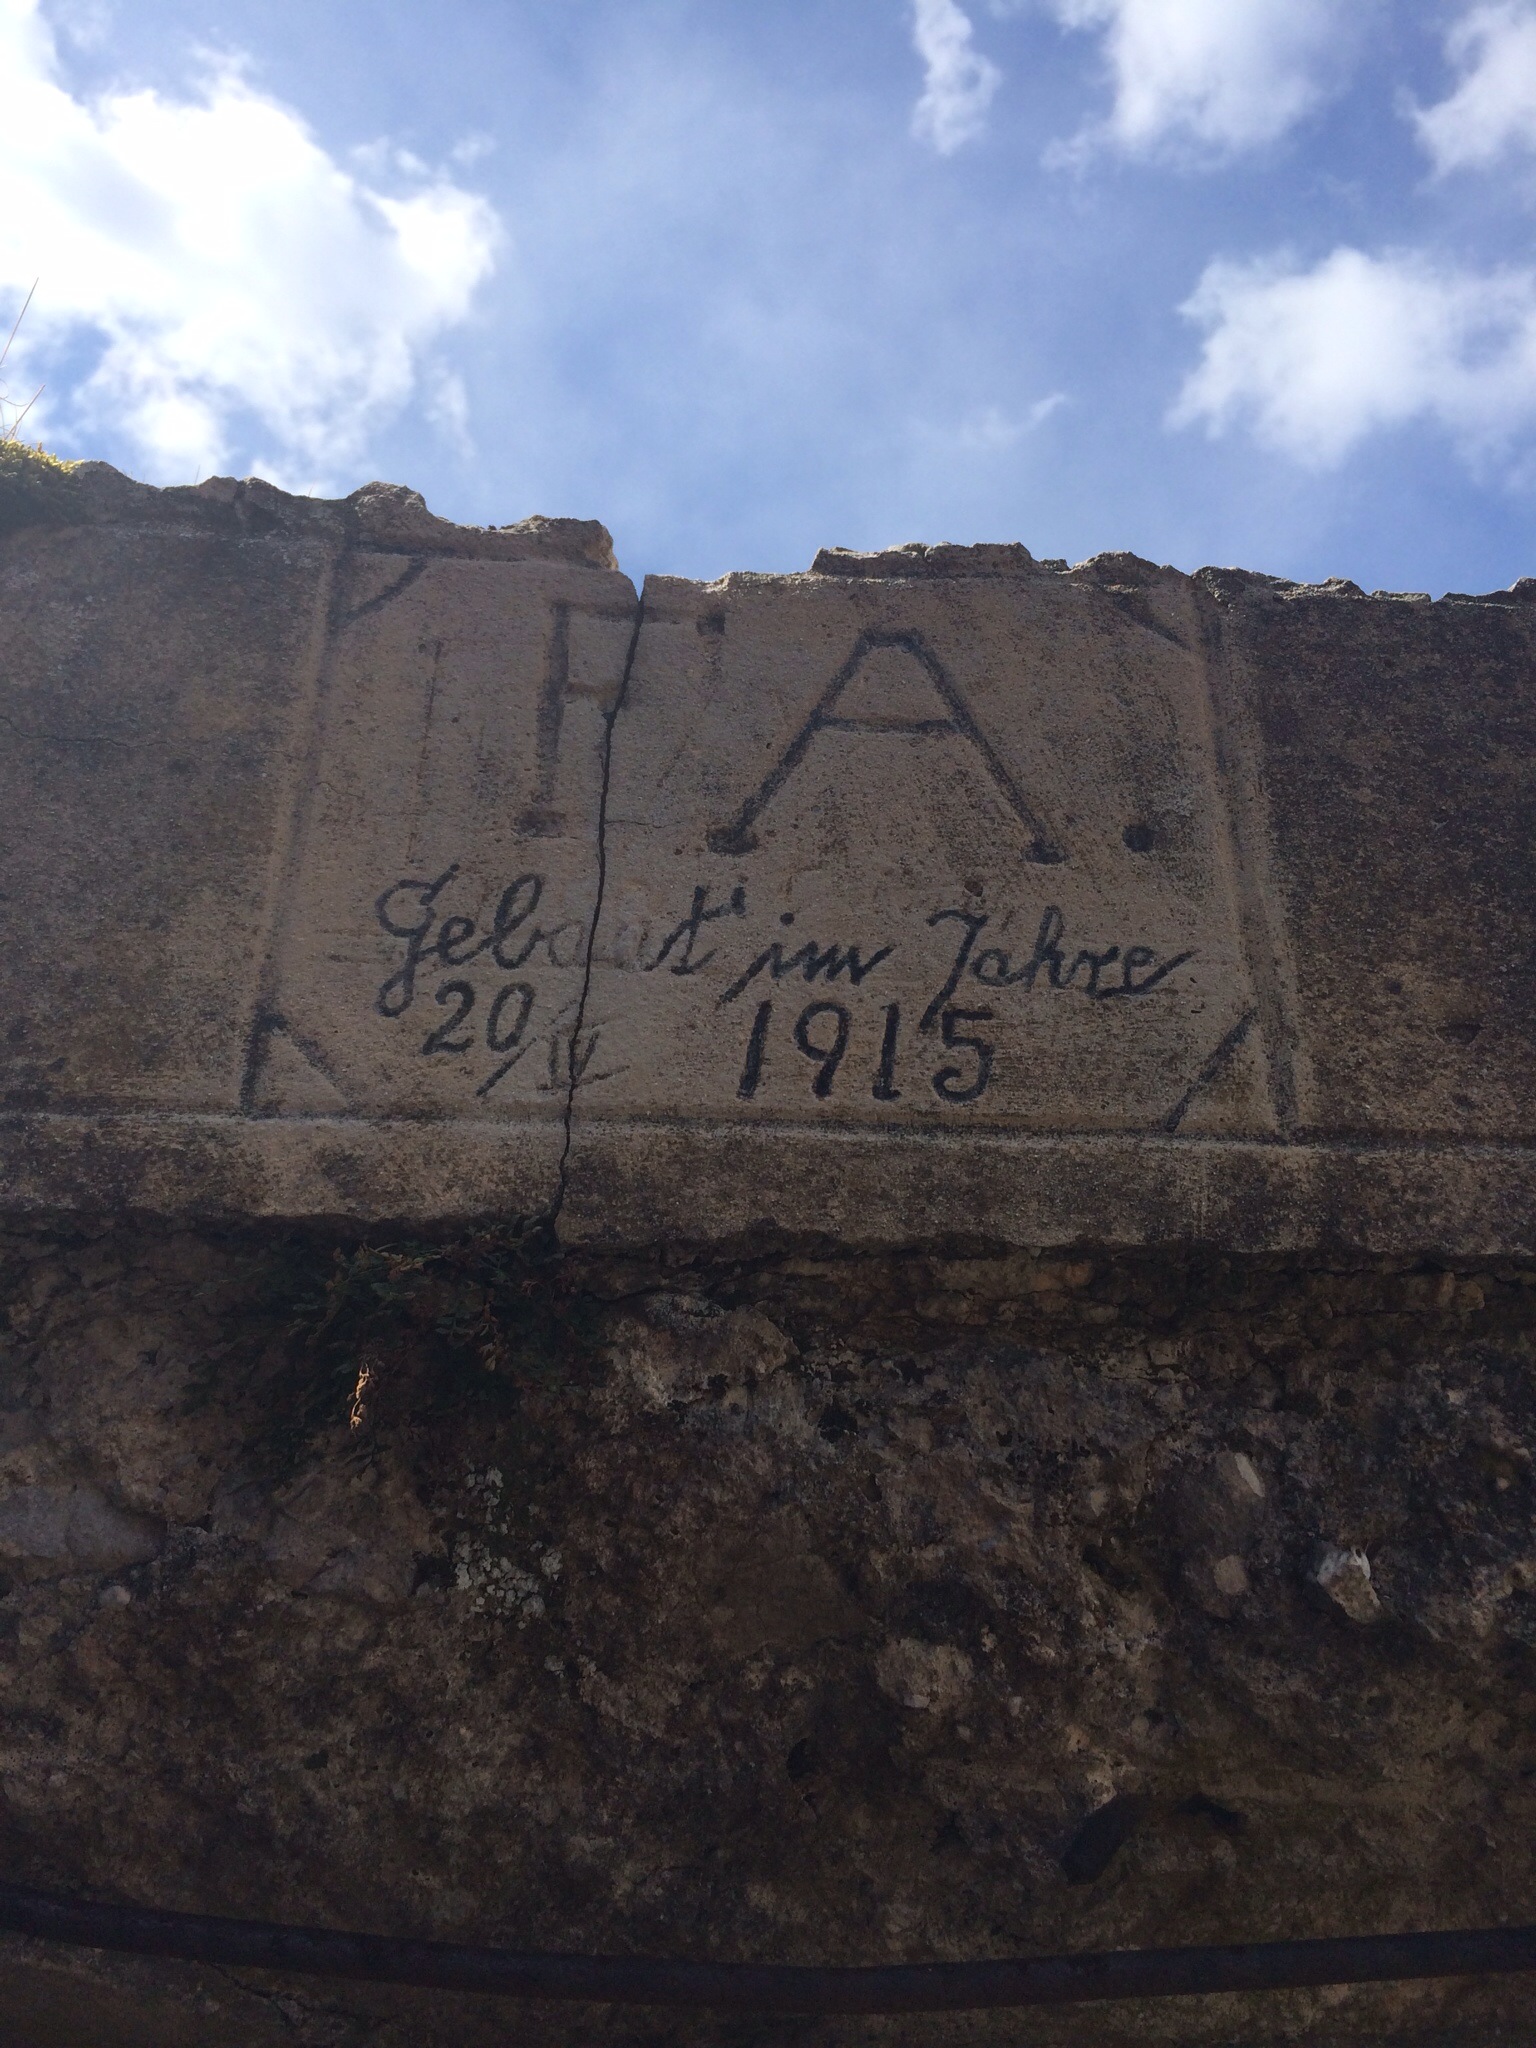 F A.
Gebaut im Jahre
20/IV 1915